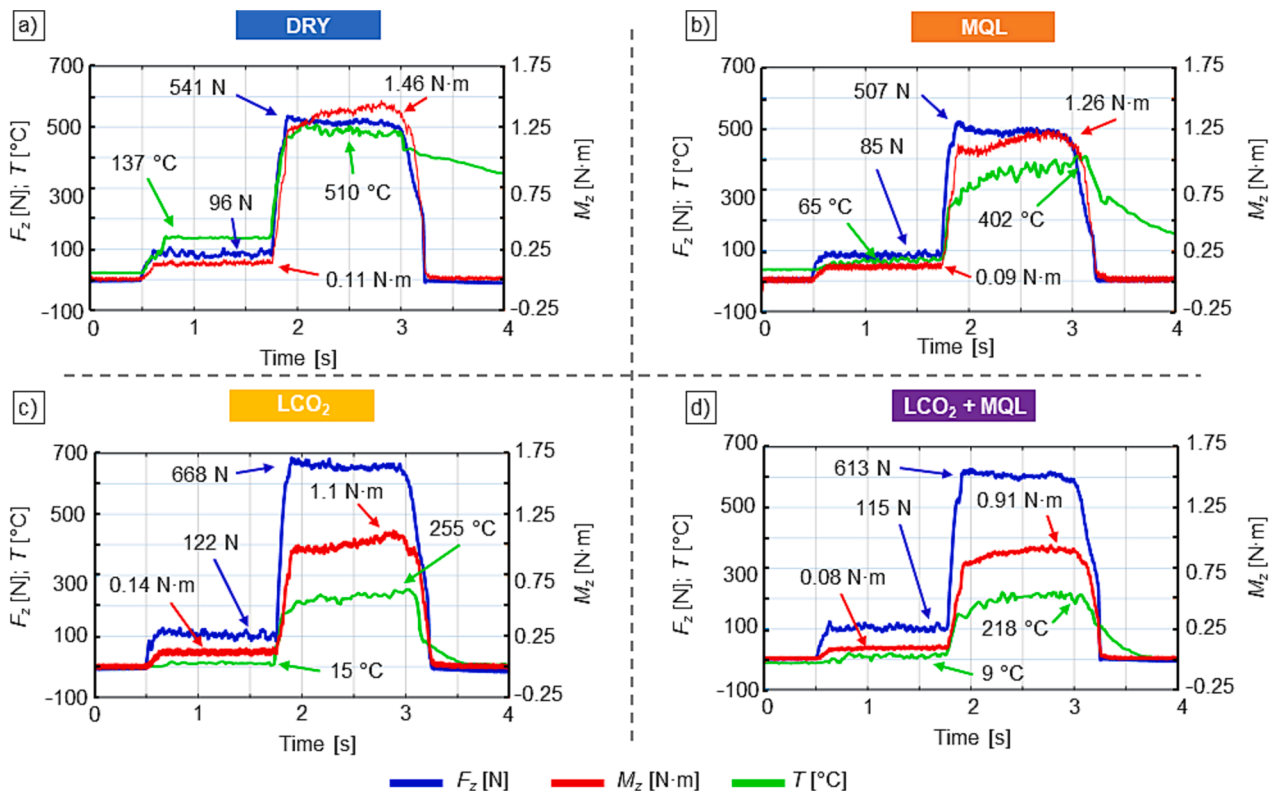 a)
DRY
700
500
300
100
−100
F_z [N]; T [°C]
1.75
1.25
0.75
0.25
−0.25
M_z [N·m]
541 N
1.46 N·m
137 °C
96 N
510 °C
0.11 N·m
0
1
2
3
4
Time [s]
b)
MQL
700
500
300
100
−100
F_z [N]; T [°C]
1.75
1.25
0.75
0.25
−0.25
M_z [N·m]
507 N
1.26 N·m
85 N
65 °C
402 °C
0.09 N·m
0
1
2
3
4
Time [s]
c)
LCO₂
700
500
300
100
−100
F_z [N]; T [°C]
1.75
1.25
0.75
0.25
−0.25
M_z [N·m]
668 N
1.1 N·m
255 °C
122 N
0.14 N·m
15 °C
0
1
2
3
4
Time [s]
d)
LCO₂ + MQL
700
500
300
100
−100
F_z [N]; T [°C]
1.75
1.25
0.75
0.25
−0.25
M_z [N·m]
613 N
0.91 N·m
115 N
0.08 N·m
218 °C
9 °C
0
1
2
3
4
Time [s]
F_z [N]
M_z [N·m]
T [°C]